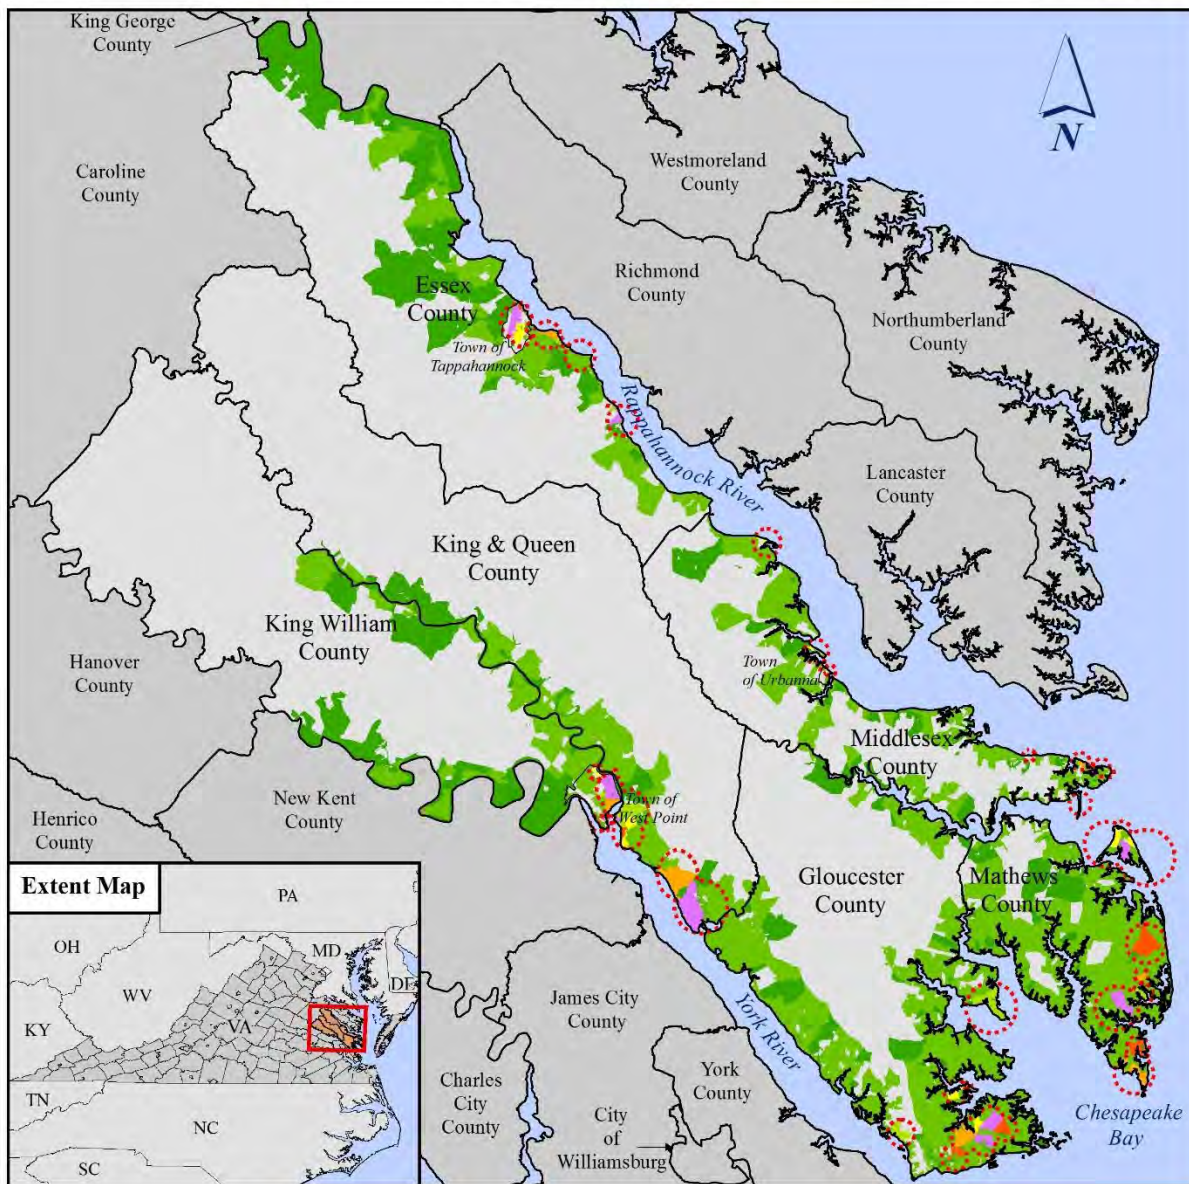 King George
County
N
Westmoreland
County
Caroline
County
Richmond
County
Essex
County
Northumberland
County
Town of
Tappahannock
Rappahannock River
Lancaster
County
King & Queen
County
King William
County
Hanover
County
Town
of Urbanna
Middlesex
County
New Kent
County
Town of
West Point
Henrico
County
Gloucester
County
Mathews
County
Extent Map
PA
OH
MD
DE
WV
James City
County
KY
VA
York River
York
County
Charles
City
County
TN
City
of
Williamsburg
Chesapeake
Bay
NC
SC